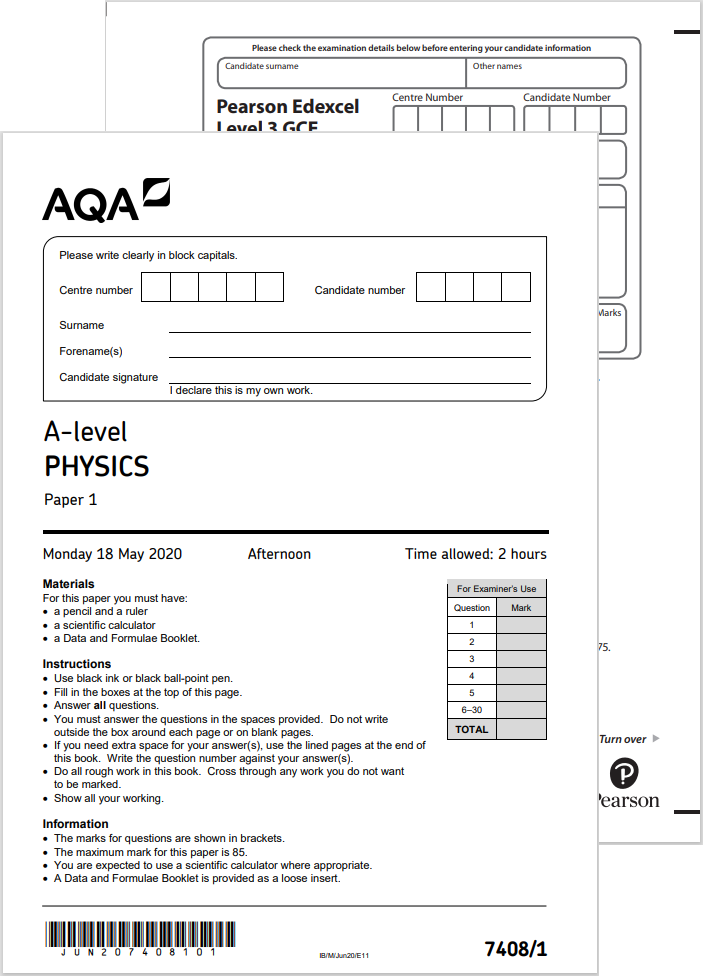 Please check the examination details below before entering your candidate information
Candidate surname
Other names
Pearson Edexcel
Level 3 GCE
Centre Number
Candidate Number
Marks
75.
Turn over
Pearson
AQA
Please write clearly in block capitals.
Centre number
Candidate number
Surname
Forename(s)
Candidate signature
I declare this is my own work.
A-level
PHYSICS
Paper 1
Monday 18 May 2020 Afternoon Time allowed: 2 hours
Materials
For this paper you must have:
• a pencil and a ruler
• a scientific calculator
• a Data and Formulae Booklet.
Instructions
• Use black ink or black ball-point pen.
• Fill in the boxes at the top of this page.
• Answer all questions.
• You must answer the questions in the spaces provided. Do not write
outside the box around each page or on blank pages.
• If you need extra space for your answer(s), use the lined pages at the end of
this book. Write the question number against your answer(s).
• Do all rough work in this book. Cross through any work you do not want
to be marked.
• Show all your working.
Information
• The marks for questions are shown in brackets.
• The maximum mark for this paper is 85.
• You are expected to use a scientific calculator where appropriate.
• A Data and Formulae Booklet is provided as a loose insert.
For Examiner's Use
Question Mark
1
2
3
4
5
6–30
TOTAL
JUN207408101
IB/M/Jun20/E11
7408/1